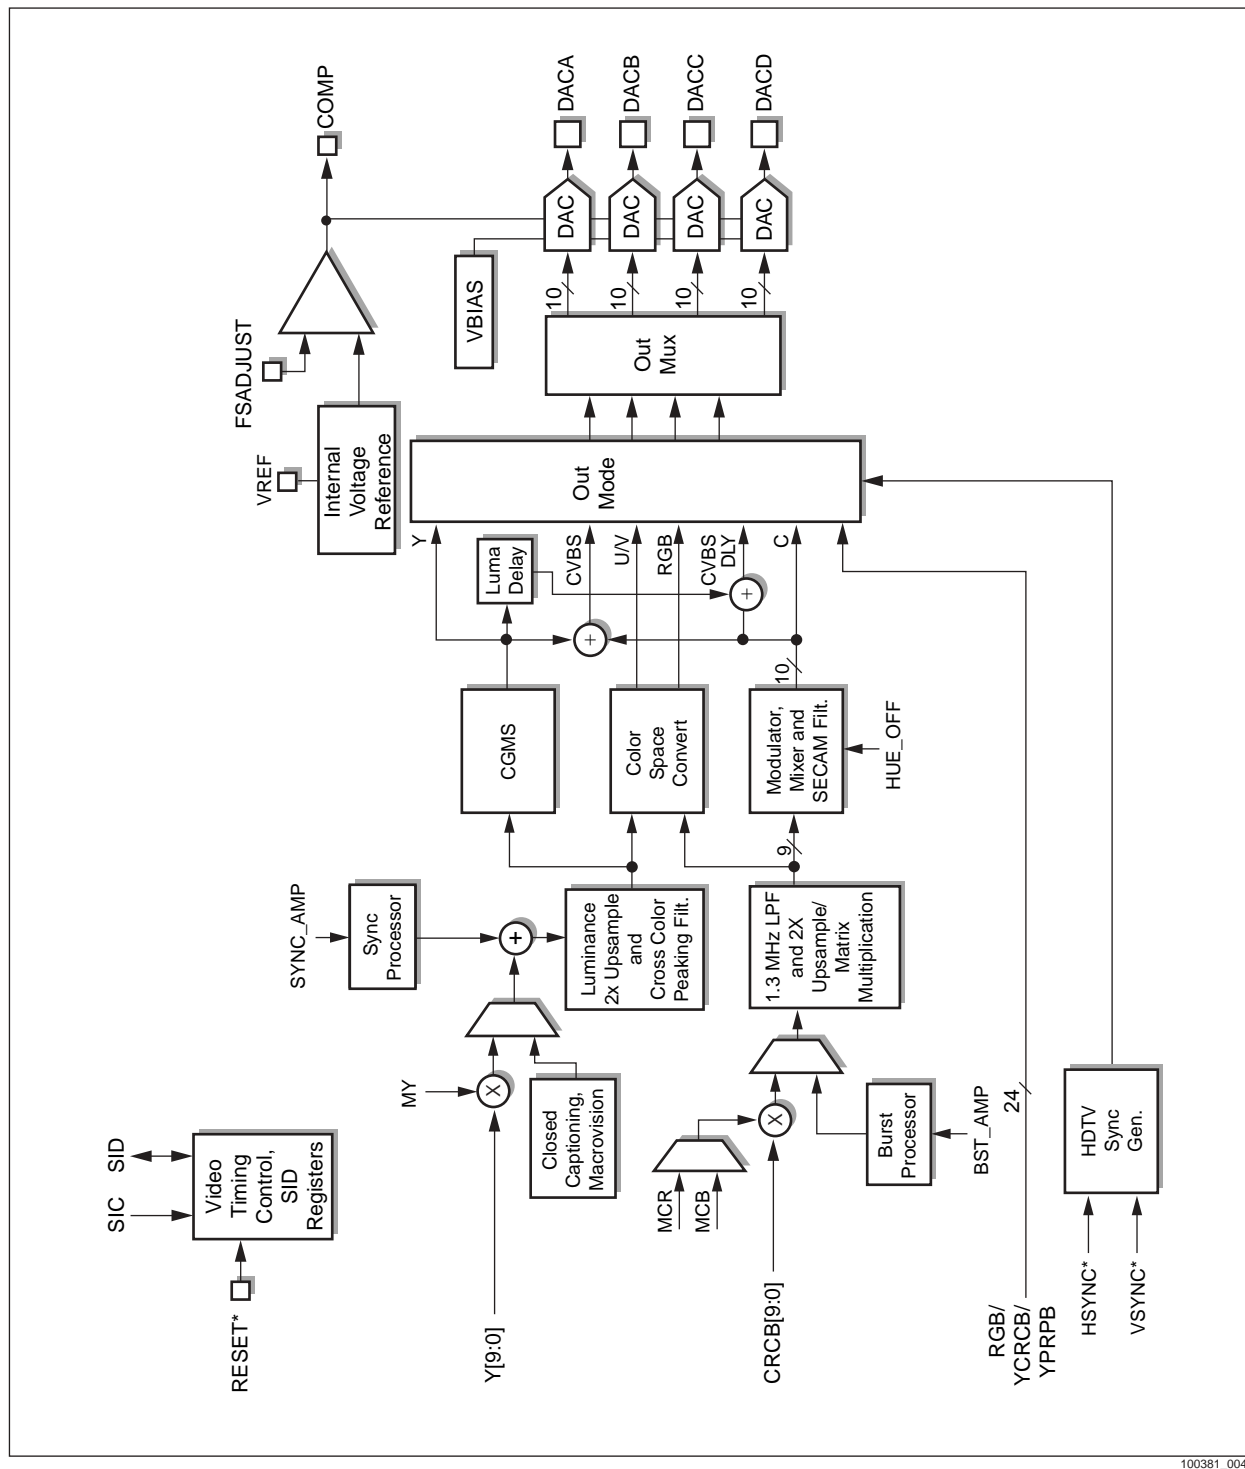 SIC
SID
Video
Timing
Control,
SID
Registers
RESET*
VREF
FSADJUST
COMP
Internal
Voltage
Reference
VBIAS
DAC
DAC
DAC
DAC
DACA
DACB
DACC
DACD
10
10
10
10
Out
Mux
Out
Mode
Y
CVBS
U/V
RGB
CVBS
DLY
C
Luma
Delay
+
+
SYNC_AMP
Sync
Processor
MY
X
+
Y[9:0]
Closed
Captioning,
Macrovision
Luminance
2x Upsample
and
Cross Color
Peaking Filt.
CGMS
Color
Space
Convert
MCR
MCB
X
CRCB[9:0]
Burst
Processor
BST_AMP
1.3 MHz LPF
and 2X
Upsample/
Matrix
Multiplication
9
Modulator,
Mixer and
SECAM Filt.
10
HUE_OFF
RGB/
YCRCB/
YPRPB
24
HSYNC*
VSYNC*
HDTV
Sync
Gen.
100381_004